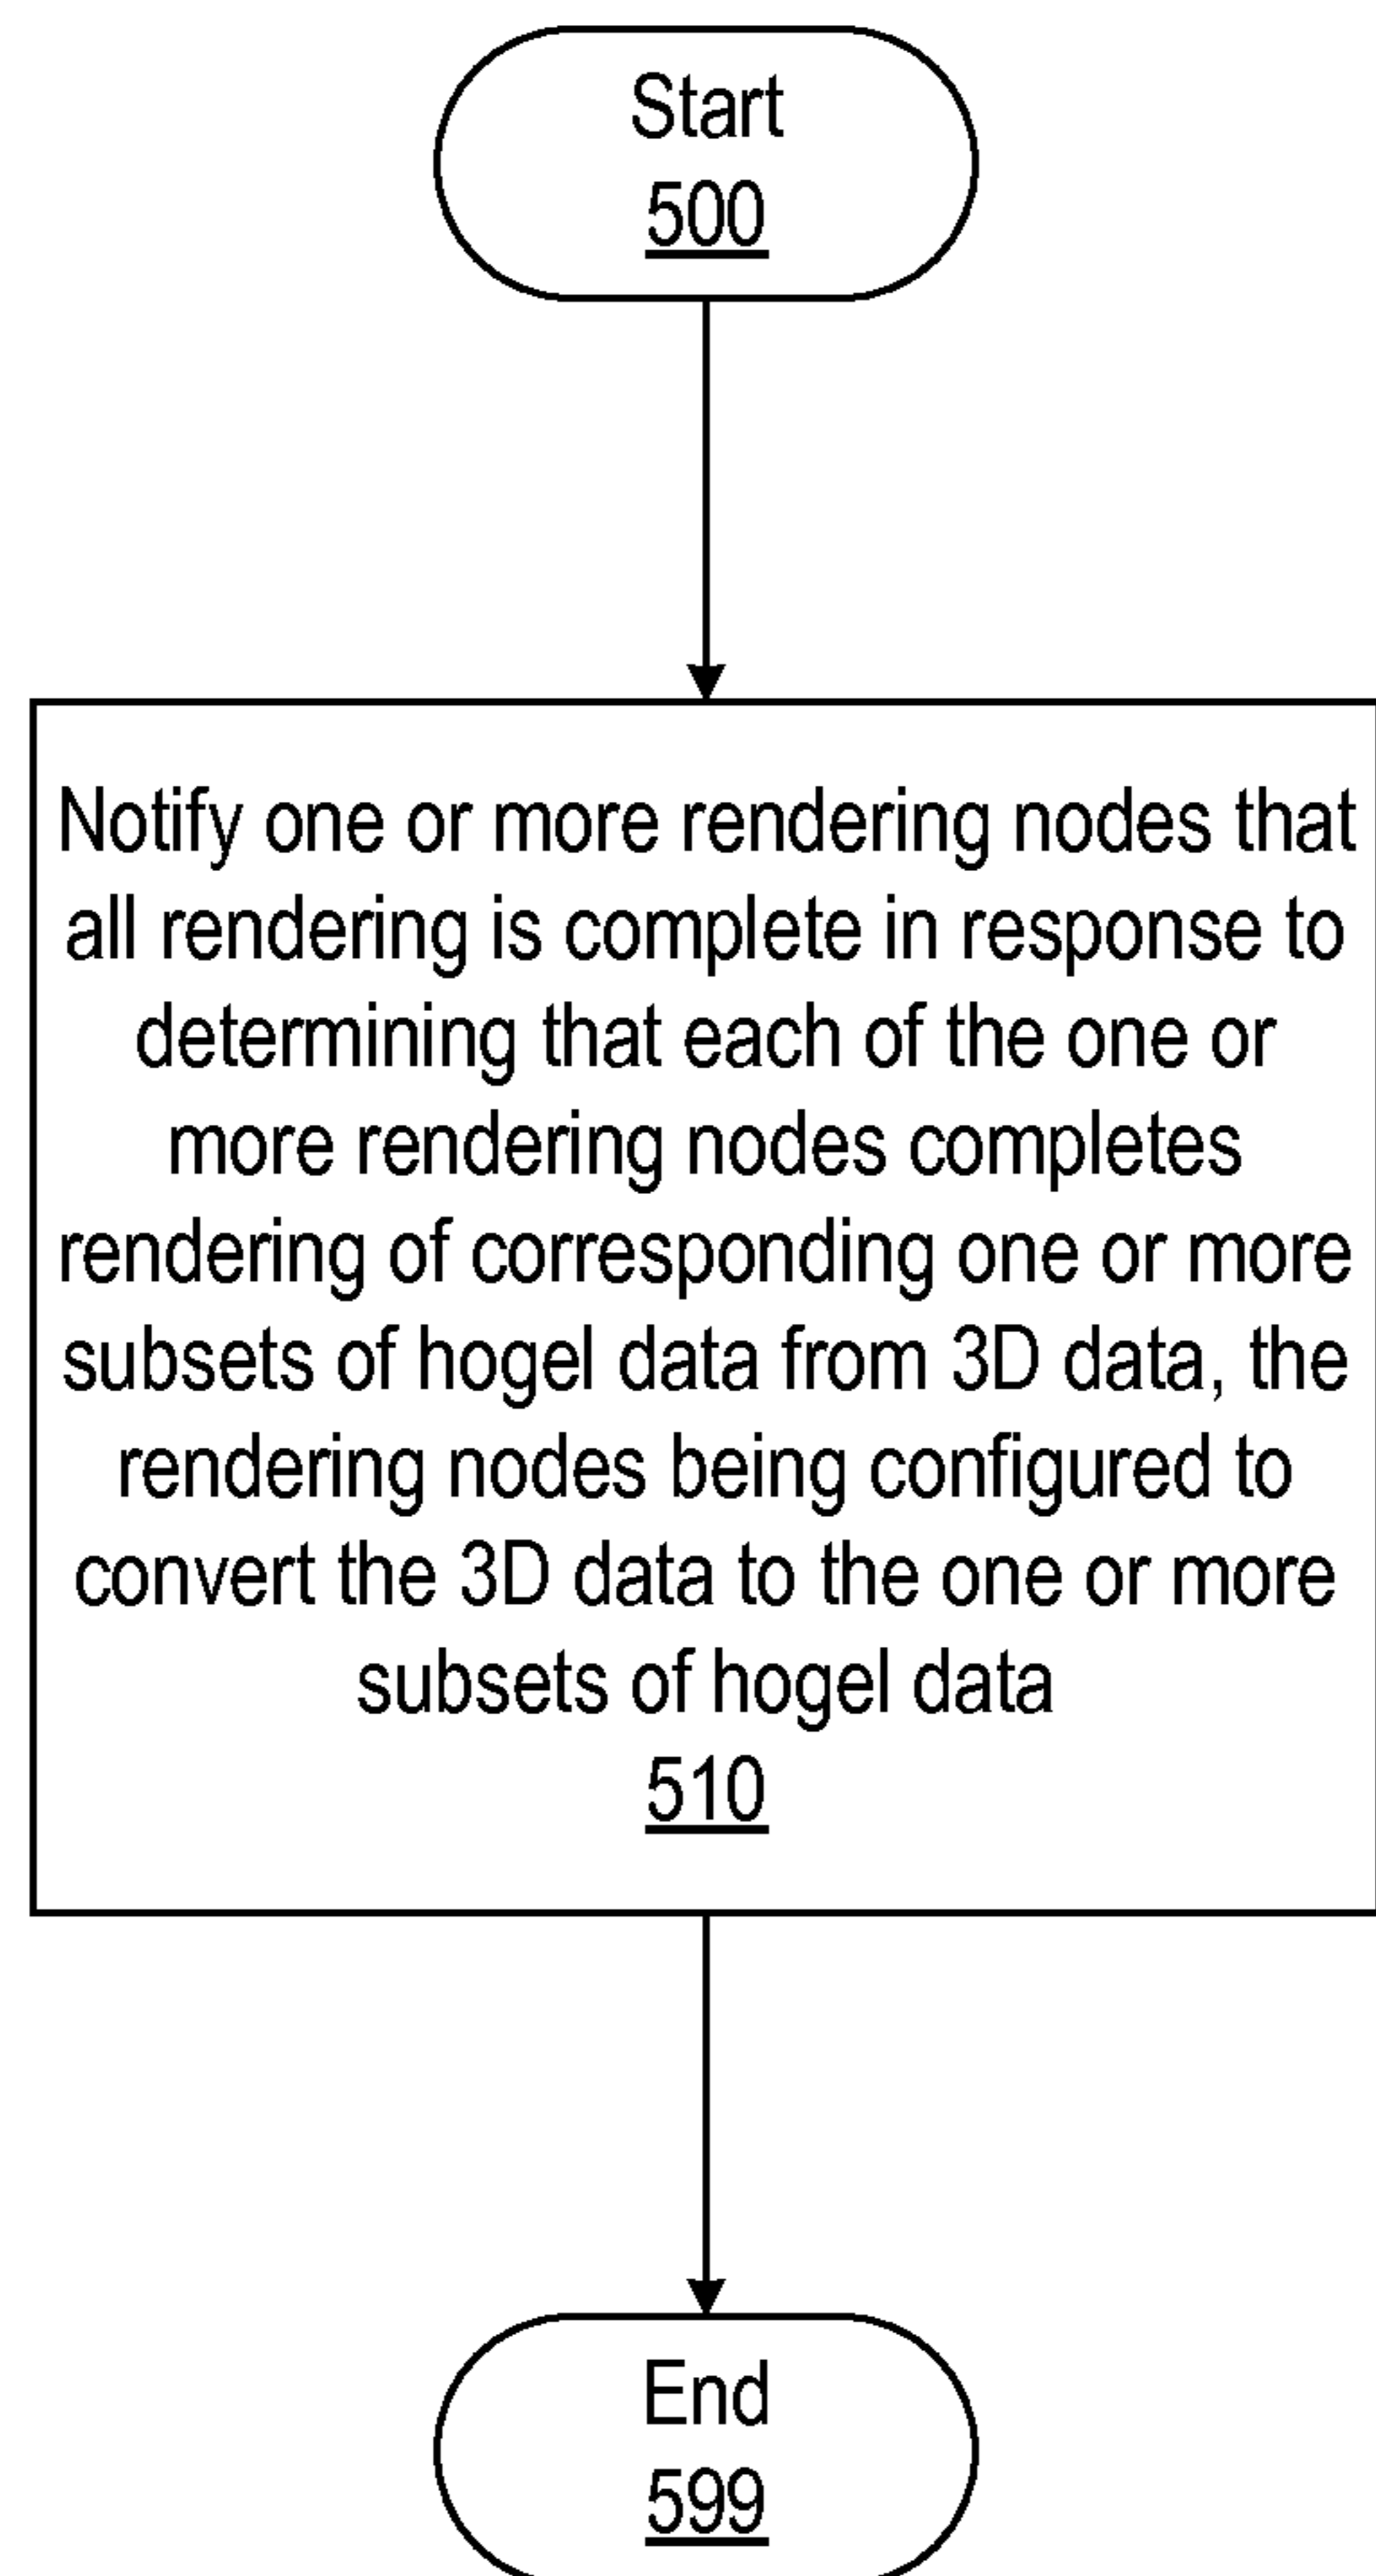 Start
500
Notify one or more rendering nodes that
all rendering is complete in response to
determining that each of the one or
more rendering nodes completes
rendering of corresponding one or more
subsets of hogel data from 3D data, the
rendering nodes being configured to
convert the 3D data to the one or more
subsets of hogel data
510
End
599